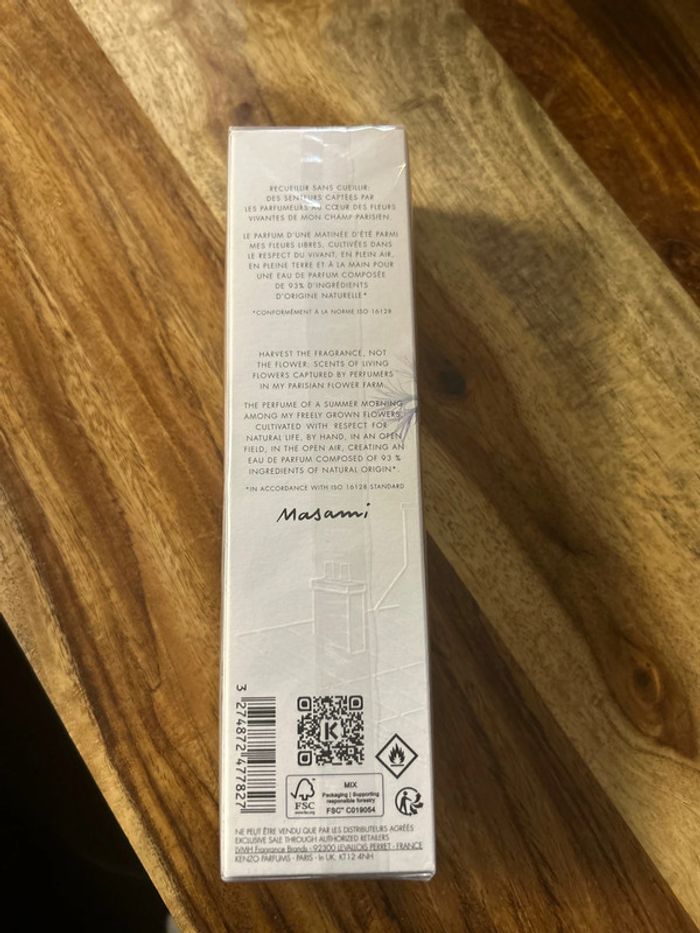 RECUEILLIR SANS CUEILLIR:
DES SENTEURS CAPTÉES PAR
LES PARFUMEURS AU CŒUR DES FLEURS
VIVANTES DE MON CHAMP PARISIEN.
LE PARFUM D'UNE MATINÉE D'ÉTÉ PARMI
MES FLEURS LIBRES, CULTIVÉES DANS
LE RESPECT DU VIVANT, EN PLEIN AIR,
EN PLEINE TERRE ET À LA MAIN POUR
UNE EAU DE PARFUM COMPOSÉE
DE 93% D'INGRÉDIENTS
D'ORIGINE NATURELLE*
*CONFORMÉMENT À LA NORME ISO 16128
HARVEST THE FRAGRANCE, NOT
THE FLOWER: SCENTS OF LIVING
FLOWERS CAPTURED BY PERFUMERS
IN MY PARISIAN FLOWER FARM.
THE PERFUME OF A SUMMER MORNING
AMONG MY FREELY GROWN FLOWERS,
CULTIVATED WITH RESPECT FOR
NATURAL LIFE, BY HAND, IN AN OPEN
FIELD, IN THE OPEN AIR, CREATING AN
EAU DE PARFUM COMPOSED OF 93 %
INGREDIENTS OF NATURAL ORIGIN*.
*IN ACCORDANCE WITH ISO 16128 STANDARD
Masami
3 274872 477827
K
FSC
www.fsc.org
MIX
Packaging | Supporting
responsible forestry
FSC™ C019054
NE PEUT ÊTRE VENDU QUE PAR LES DISTRIBUTEURS AGRÉÉS
EXCLUSIVE SALE THROUGH AUTHORIZED RETAILERS
LVMH Fragrance Brands - 92300 LEVALLOIS PERRET - FRANCE
KENZO PARFUMS - PARIS - In UK: KT12 4NH